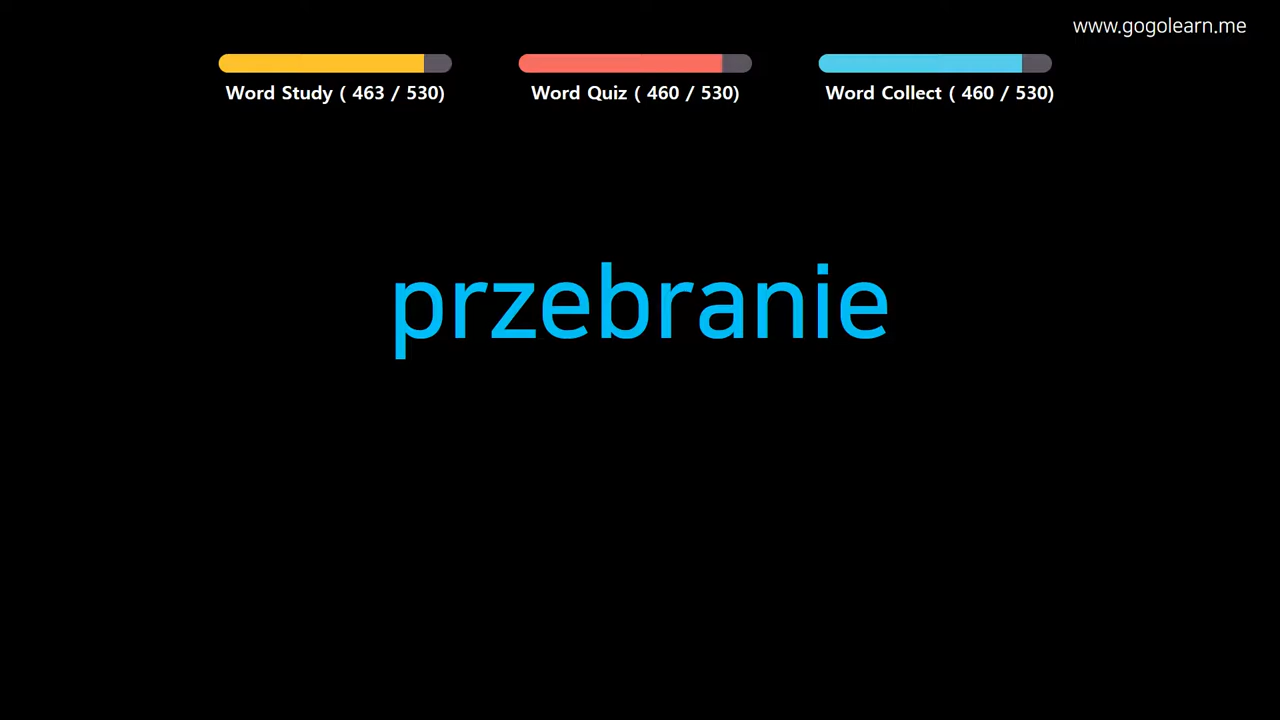 www.gogolearn.me
Word Study ( 463 / 530)
Word Quiz ( 460 / 530)
Word Collect ( 460 / 530)
przebranie